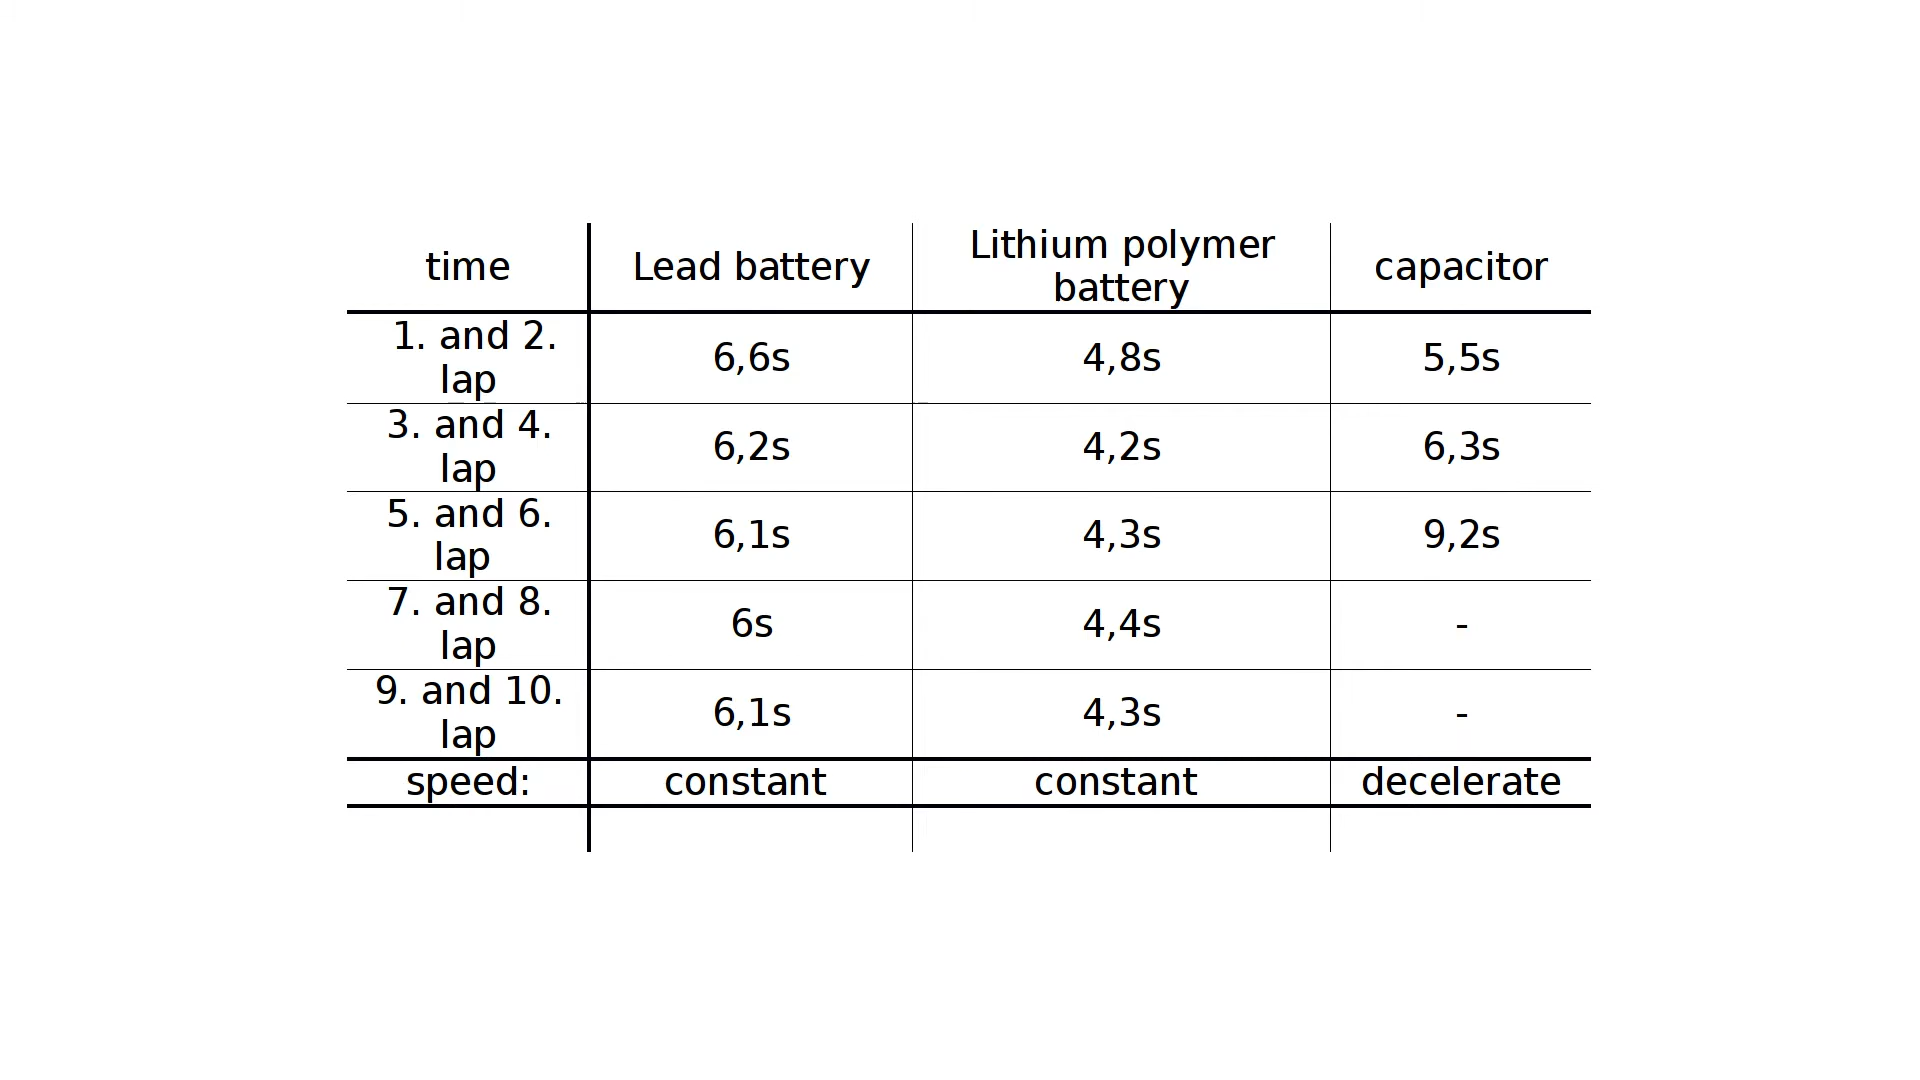 time Lead battery Lithium polymer battery capacitor
1. and 2. lap 6,6s 4,8s 5,5s
3. and 4. lap 6,2s 4,2s 6,3s
5. and 6. lap 6,1s 4,3s 9,2s
7. and 8. lap 6s 4,4s -
9. and 10. lap 6,1s 4,3s -
speed: constant constant decelerate